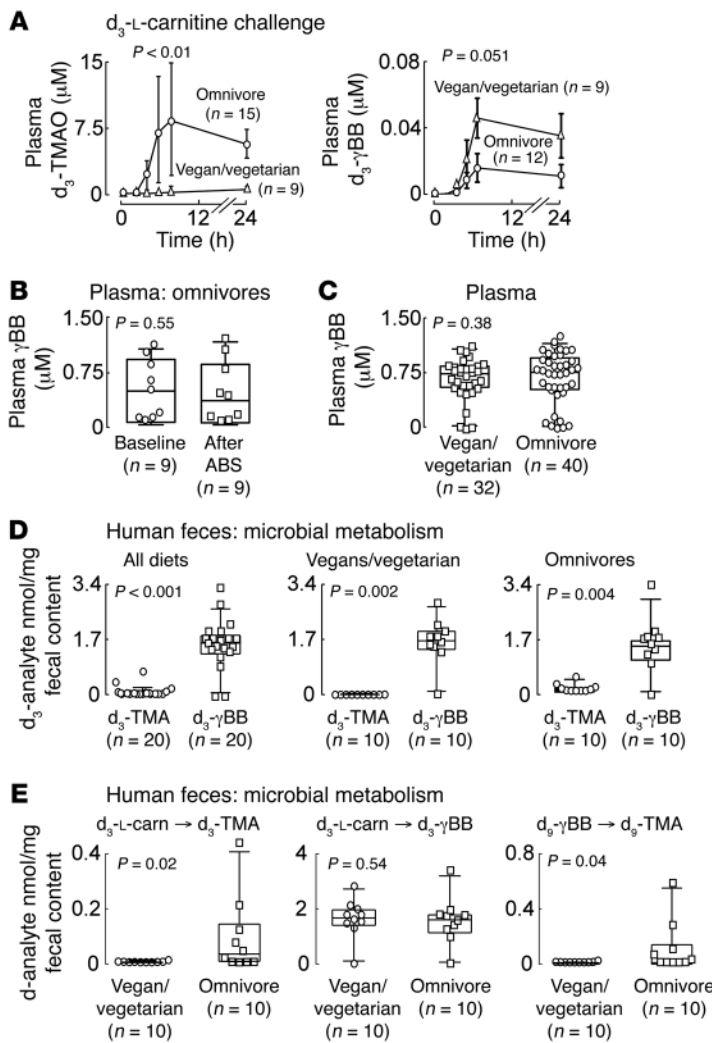 A
d3-L-carnitine challenge
Plasma
d3-TMAO (μM)
15
7.5
0
P < 0.01
Omnivore
(n = 15)
Vegan/vegetarian
(n = 9)
0
12
24
Time (h)
Plasma
d3-γBB (μM)
0.08
0.04
0
P = 0.051
Vegan/vegetarian (n = 9)
Omnivore
(n = 12)
0
12
24
Time (h)
B
Plasma: omnivores
Plasma γBB
(μM)
1.50
0.75
0
P = 0.55
Baseline
(n = 9)
After
ABS
(n = 9)
C
Plasma
Plasma γBB
(μM)
1.50
0.75
0
P = 0.38
Vegan/
vegetarian
(n = 32)
Omnivore
(n = 40)
D
Human feces: microbial metabolism
d3-analyte nmol/mg
fecal content
All diets
3.4
1.7
0
P < 0.001
d3-TMA
(n = 20)
d3-γBB
(n = 20)
Vegans/vegetarian
3.4
1.7
0
P = 0.002
d3-TMA
(n = 10)
d3-γBB
(n = 10)
Omnivores
3.4
1.7
0
P = 0.004
d3-TMA
(n = 10)
d3-γBB
(n = 10)
E
Human feces: microbial metabolism
d-analyte nmol/mg
fecal content
d3-L-carn → d3-TMA
0.4
0.2
0
P = 0.02
Vegan/
vegetarian
(n = 10)
Omnivore
(n = 10)
d3-L-carn → d3-γBB
4
2
0
P = 0.54
Vegan/
vegetarian
(n = 10)
Omnivore
(n = 10)
d9-γBB → d9-TMA
0.8
0.4
0
P = 0.04
Vegan/
vegetarian
(n = 10)
Omnivore
(n = 10)